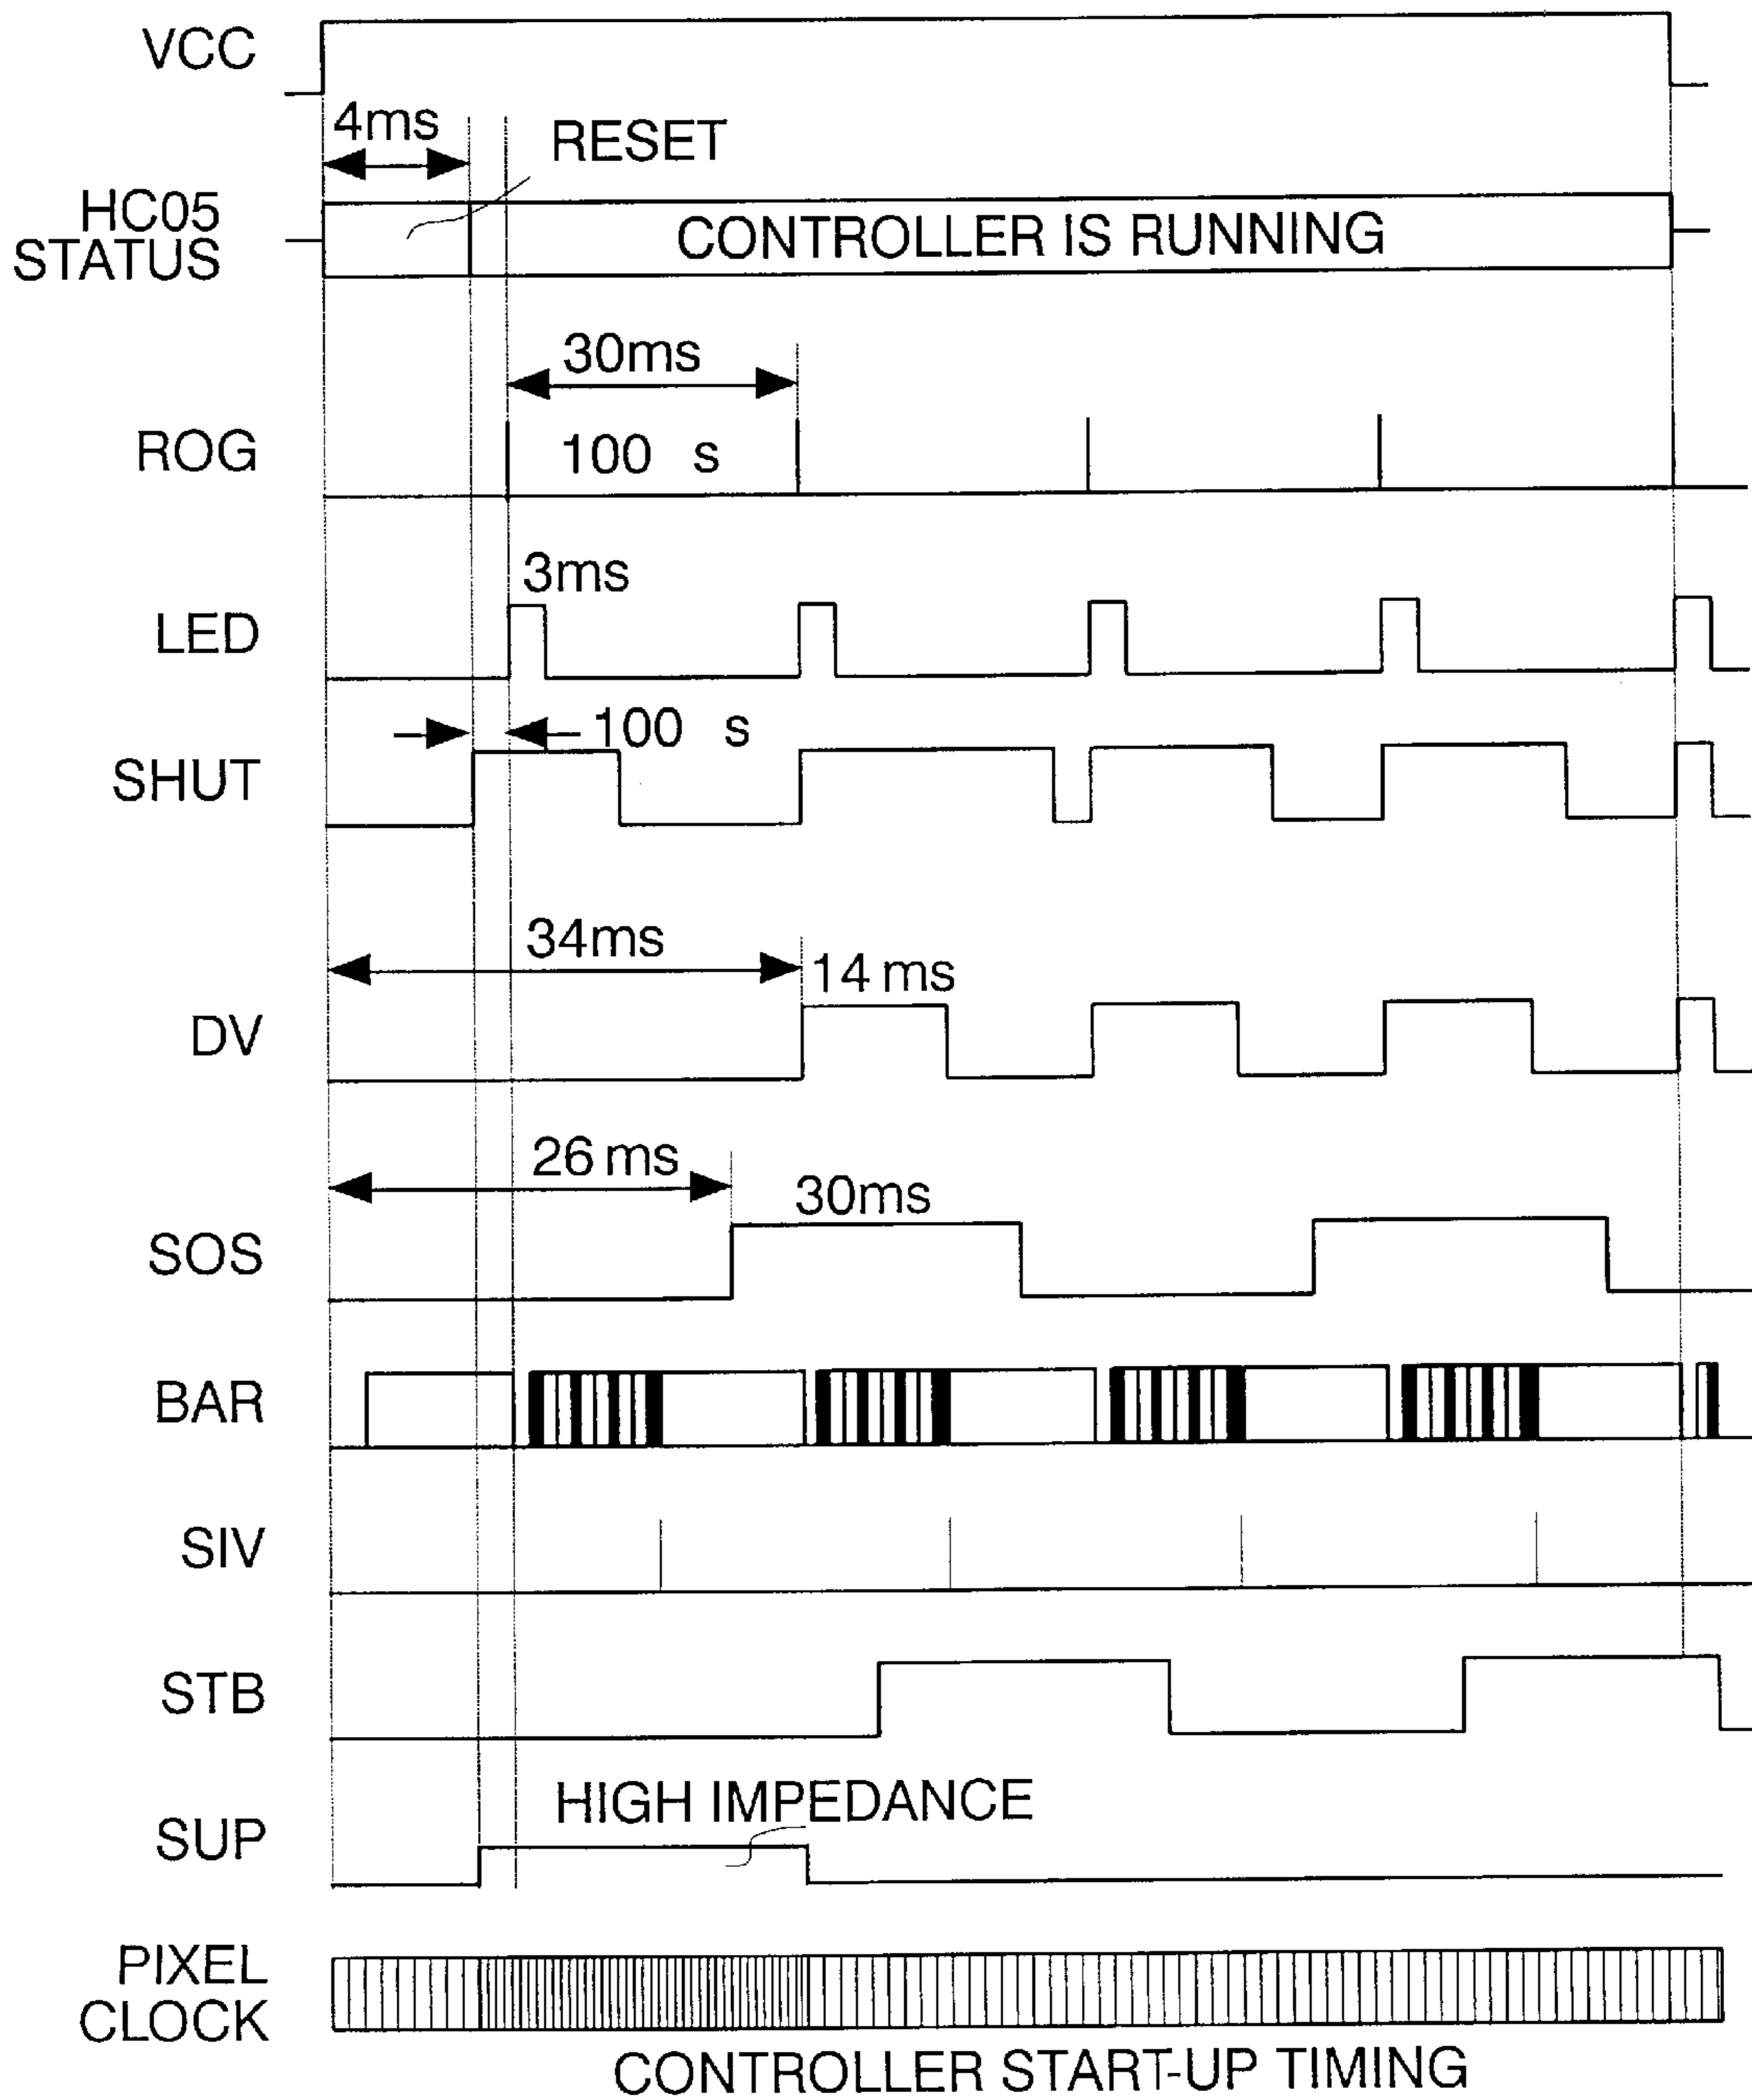 VCC
4ms
RESET
HC05
STATUS
CONTROLLER IS RUNNING
30ms
ROG
100 s
3ms
LED
100 s
SHUT
34ms
14 ms
DV
26 ms
30ms
SOS
BAR
SIV
STB
HIGH IMPEDANCE
SUP
PIXEL
CLOCK
CONTROLLER START-UP TIMING